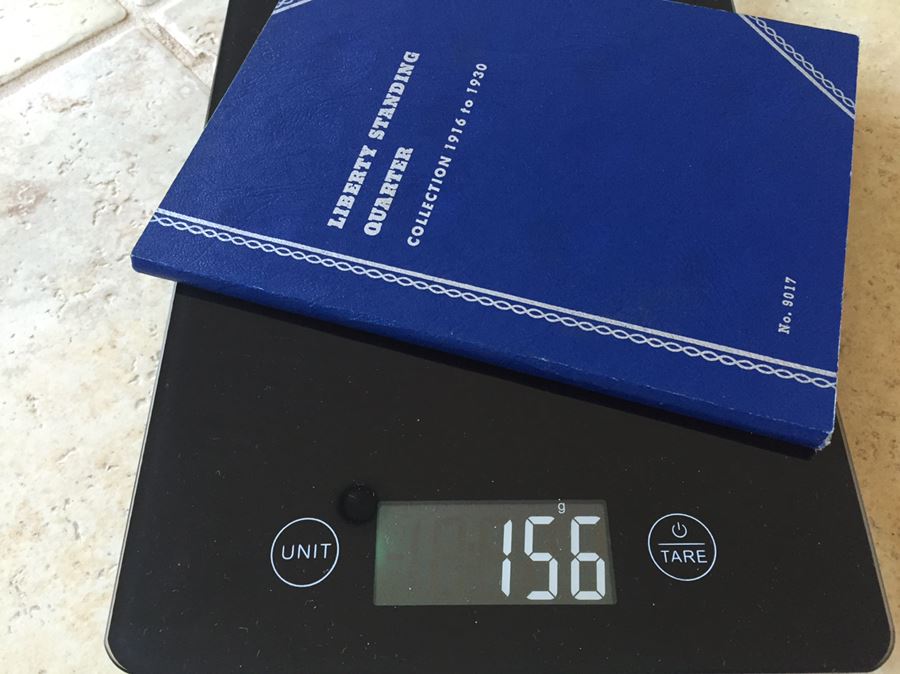 LIBERTY STANDING
QUARTER
COLLECTION 1916 to 1930
No. 9017
g
156
UNIT
TARE